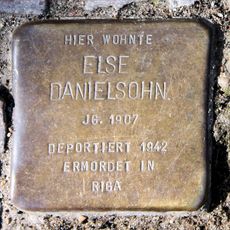 HIER WOHNTE
ELSE
DANIELSOHN
JG. 1907
DEPORTIERT 1942
ERMORDET IN
RIGA